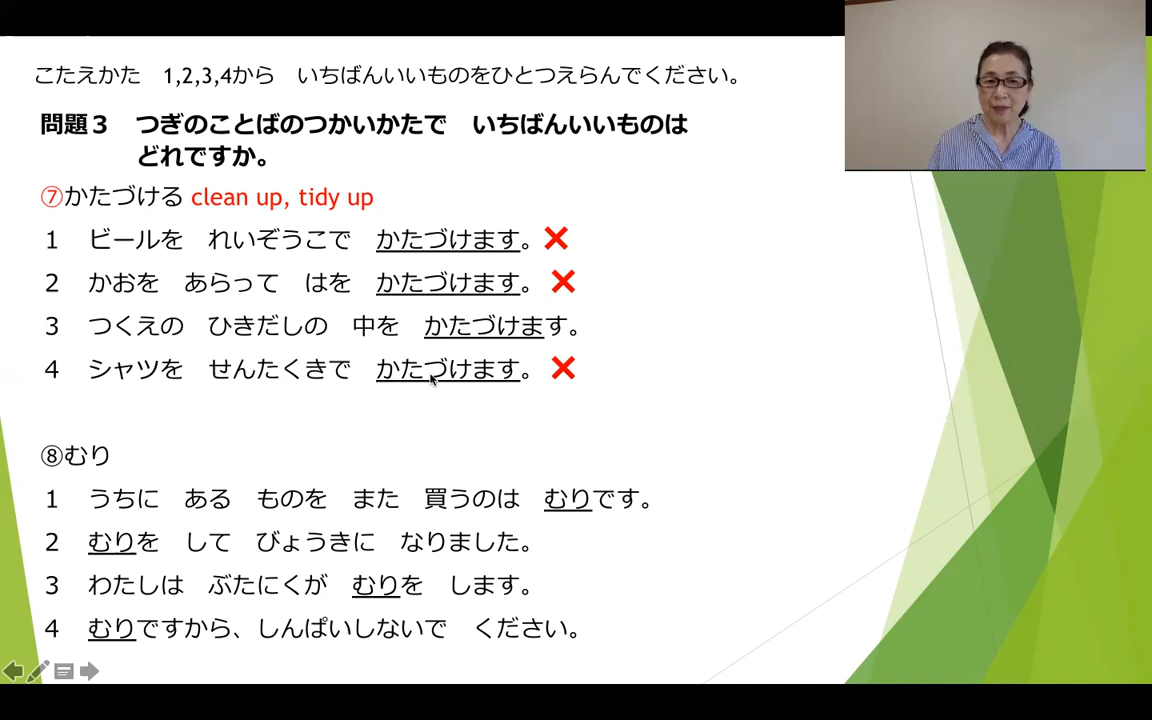 こたえかた　1,2,3,4から　いちばんいいものをひとつえらんでください。
問題３　つぎのことばのつかいかたで　いちばんいいものは
どれですか。
⑦かたづける clean up, tidy up
１　ビールを　れいぞうこで　かたづけます。❌
２　かおを　あらって　はを　かたづけます。❌
３　つくえの　ひきだしの　中を　かたづけます。
４　シャツを　せんたくきで　かたづけます。❌
⑧むり
１　うちに　ある　ものを　また　買うのは　むりです。
２　むりを　して　びょうきに　なりました。
３　わたしは　ぶたにくが　むりを　します。
４　むりですから、しんぱいしないで　ください。